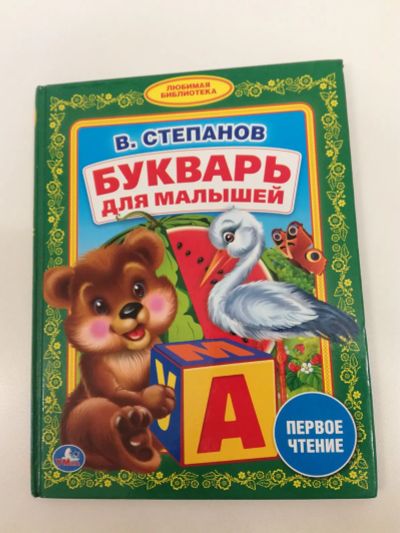 ЛЮБИМАЯ
БИБЛИОТЕКА
В. СТЕПАНОВ
БУКВАРЬ
ДЛЯ МАЛЫШЕЙ
М
А
ПЕРВОЕ
ЧТЕНИЕ